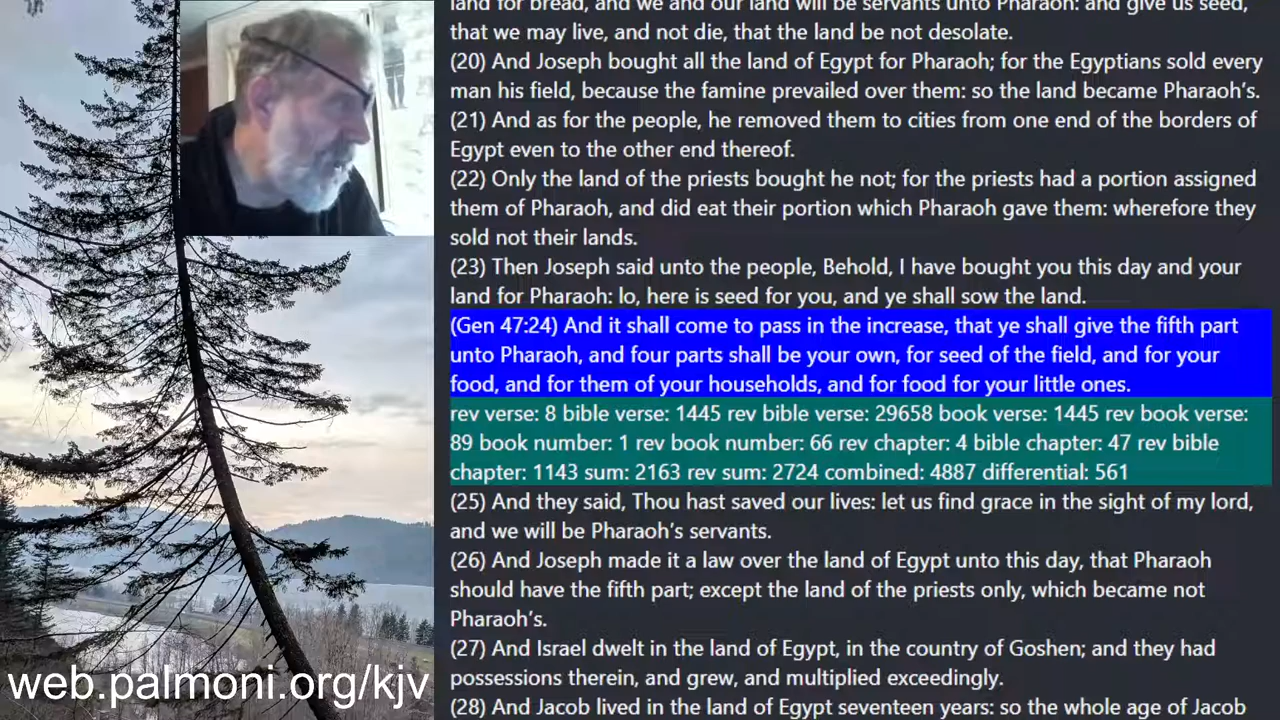 land for bread, and we and our land will be servants unto Pharaoh: and give us seed,
that we may live, and not die, that the land be not desolate.
(20) And Joseph bought all the land of Egypt for Pharaoh; for the Egyptians sold every
man his field, because the famine prevailed over them: so the land became Pharaoh’s.
(21) And as for the people, he removed them to cities from one end of the borders of
Egypt even to the other end thereof.
(22) Only the land of the priests bought he not; for the priests had a portion assigned
them of Pharaoh, and did eat their portion which Pharaoh gave them: wherefore they
sold not their lands.
(23) Then Joseph said unto the people, Behold, I have bought you this day and your
land for Pharaoh: lo, here is seed for you, and ye shall sow the land.
(Gen 47:24) And it shall come to pass in the increase, that ye shall give the fifth part
unto Pharaoh, and four parts shall be your own, for seed of the field, and for your
food, and for them of your households, and for food for your little ones.
rev verse: 8 bible verse: 1445 rev bible verse: 29658 book verse: 1445 rev book verse:
89 book number: 1 rev book number: 66 rev chapter: 4 bible chapter: 47 rev bible
chapter: 1143 sum: 2163 rev sum: 2724 combined: 4887 differential: 561
(25) And they said, Thou hast saved our lives: let us find grace in the sight of my lord,
and we will be Pharaoh’s servants.
(26) And Joseph made it a law over the land of Egypt unto this day, that Pharaoh
should have the fifth part; except the land of the priests only, which became not
Pharaoh’s.
(27) And Israel dwelt in the land of Egypt, in the country of Goshen; and they had
possessions therein, and grew, and multiplied exceedingly.
(28) And Jacob lived in the land of Egypt seventeen years: so the whole age of Jacob
web.palmoni.org/kjv